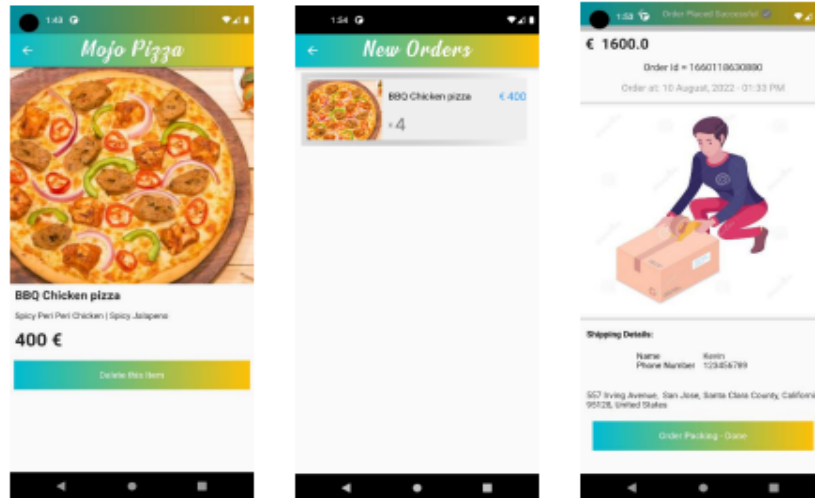 1:43
Mojo Pizza
BBQ Chicken pizza
Spicy Peri Peri Chicken | Spicy Jalapeno
400 €
Delete this item
1:54
New Orders
BBQ Chicken pizza € 400
× 4
1:53 Order Placed Successful
€ 1600.0
Order id = 1660118630880
Order at: 10 August, 2022 - 01:33 PM
Shipping Details:
Name Kevin
Phone Number 123456789
557 Irving Avenue, San Jose, Santa Clara County, Californi
95128, United States
Order Packing - Done